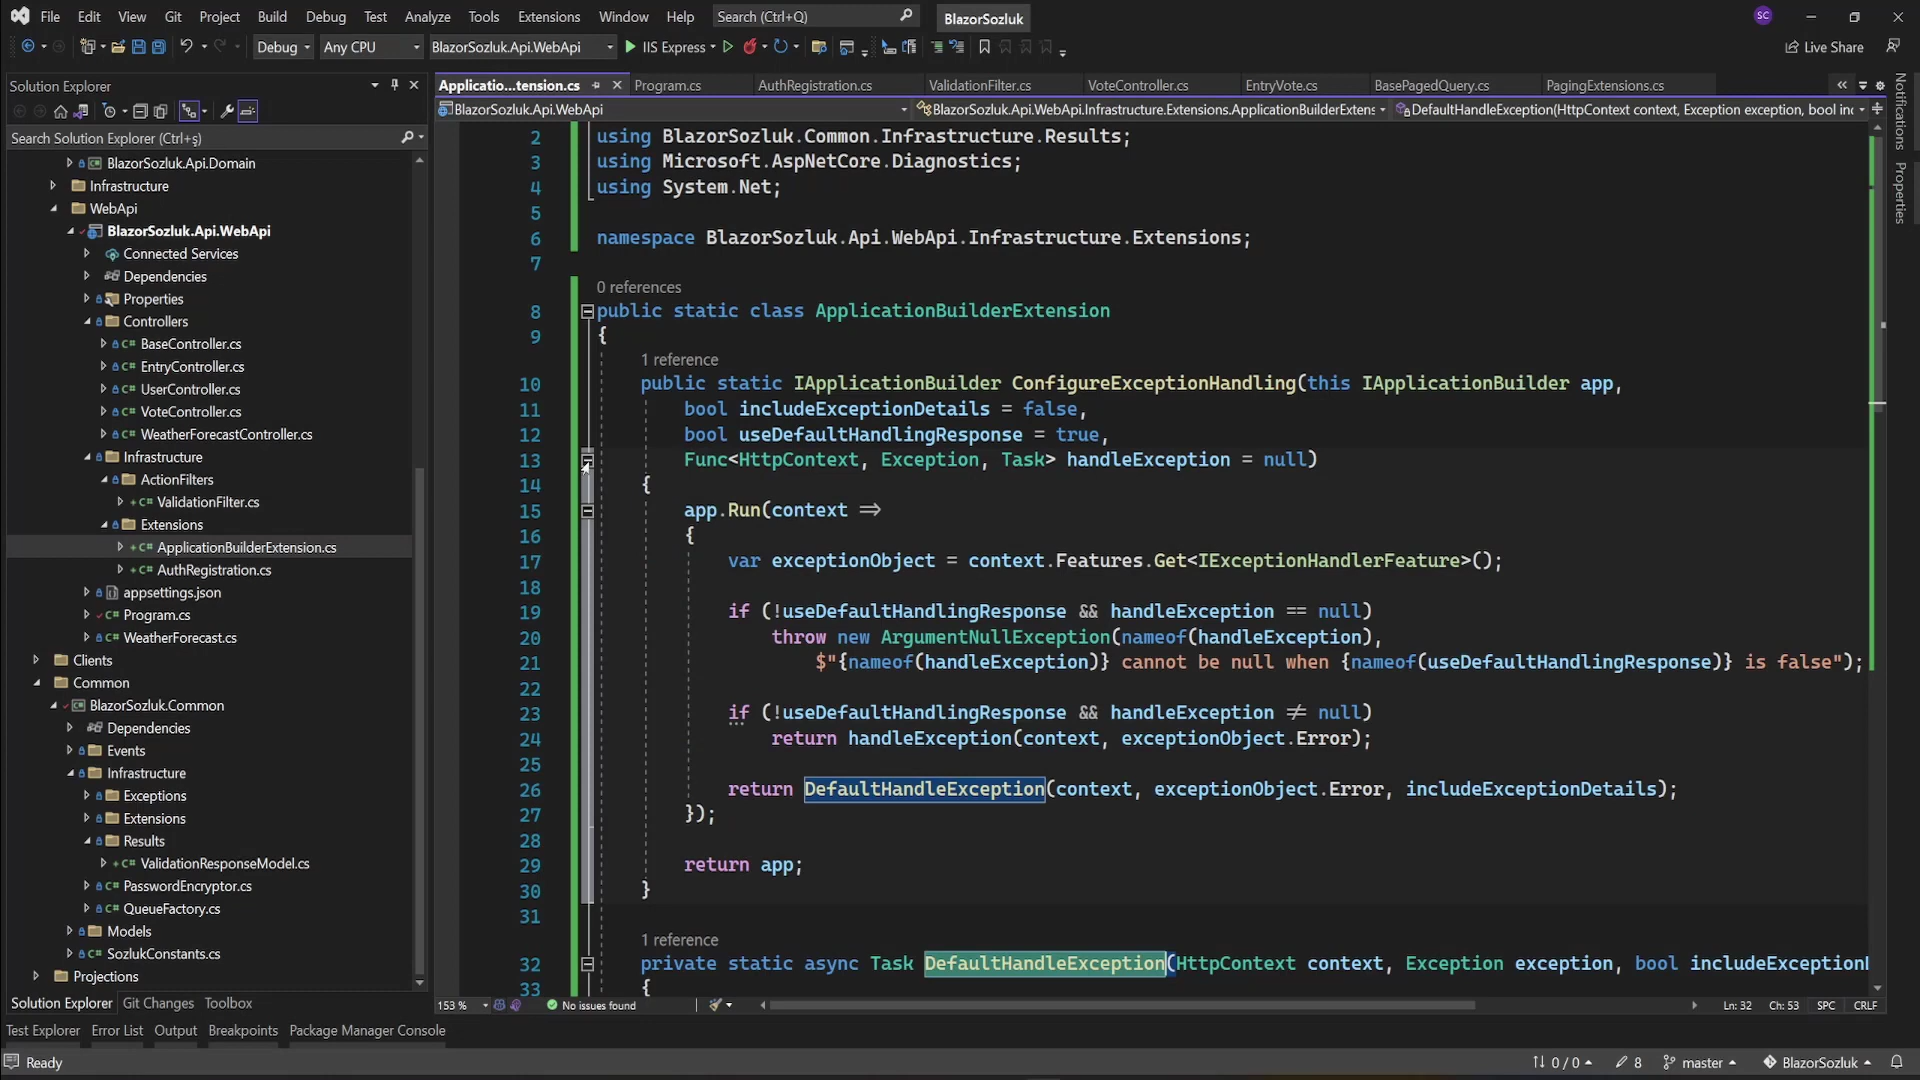 File Edit View Git Project Build Debug Test Analyze Tools Extensions Window Help Search (Ctrl+Q) BlazorSozluk SC
Debug Any CPU BlazorSozluk.Api.WebApi IIS Express Live Share
Solution Explorer
Search Solution Explorer (Ctrl+ş)
BlazorSozluk.Api.Domain
Infrastructure
WebApi
BlazorSozluk.Api.WebApi
Connected Services
Dependencies
Properties
Controllers
BaseController.cs
EntryController.cs
UserController.cs
VoteController.cs
WeatherForecastController.cs
Infrastructure
ActionFilters
ValidationFilter.cs
Extensions
ApplicationBuilderExtension.cs
AuthRegistration.cs
appsettings.json
Program.cs
WeatherForecast.cs
Clients
Common
BlazorSozluk.Common
Dependencies
Events
Infrastructure
Exceptions
Extensions
Results
ValidationResponseModel.cs
PasswordEncryptor.cs
QueueFactory.cs
Models
SozlukConstants.cs
Projections
Solution Explorer Git Changes Toolbox
Applicatio...tension.cs Program.cs AuthRegistration.cs ValidationFilter.cs VoteController.cs EntryVote.cs BasePagedQuery.cs PagingExtensions.cs
BlazorSozluk.Api.WebApi BlazorSozluk.Api.WebApi.Infrastructure.Extensions.ApplicationBuilderExtens DefaultHandleException(HttpContext context, Exception exception, bool inc
2 using BlazorSozluk.Common.Infrastructure.Results;
3 using Microsoft.AspNetCore.Diagnostics;
4 using System.Net;
5
6 namespace BlazorSozluk.Api.WebApi.Infrastructure.Extensions;
7
0 references
8 public static class ApplicationBuilderExtension
9 {
1 reference
10 public static IApplicationBuilder ConfigureExceptionHandling(this IApplicationBuilder app,
11 bool includeExceptionDetails = false,
12 bool useDefaultHandlingResponse = true,
13 Func<HttpContext, Exception, Task> handleException = null)
14 {
15 app.Run(context =>
16 {
17 var exceptionObject = context.Features.Get<IExceptionHandlerFeature>();
18
19 if (!useDefaultHandlingResponse && handleException == null)
20 throw new ArgumentNullException(nameof(handleException),
21 $"{nameof(handleException)} cannot be null when {nameof(useDefaultHandlingResponse)} is false");
22
23 if (!useDefaultHandlingResponse && handleException != null)
24 return handleException(context, exceptionObject.Error);
25
26 return DefaultHandleException(context, exceptionObject.Error, includeExceptionDetails);
27 });
28
29 return app;
30 }
31
1 reference
32 private static async Task DefaultHandleException(HttpContext context, Exception exception, bool includeException
33 {
153 % No issues found Ln: 32 Ch: 53 SPC CRLF
Notifications
Properties
Test Explorer Error List Output Breakpoints Package Manager Console
Ready 0 / 0 8 master BlazorSozluk